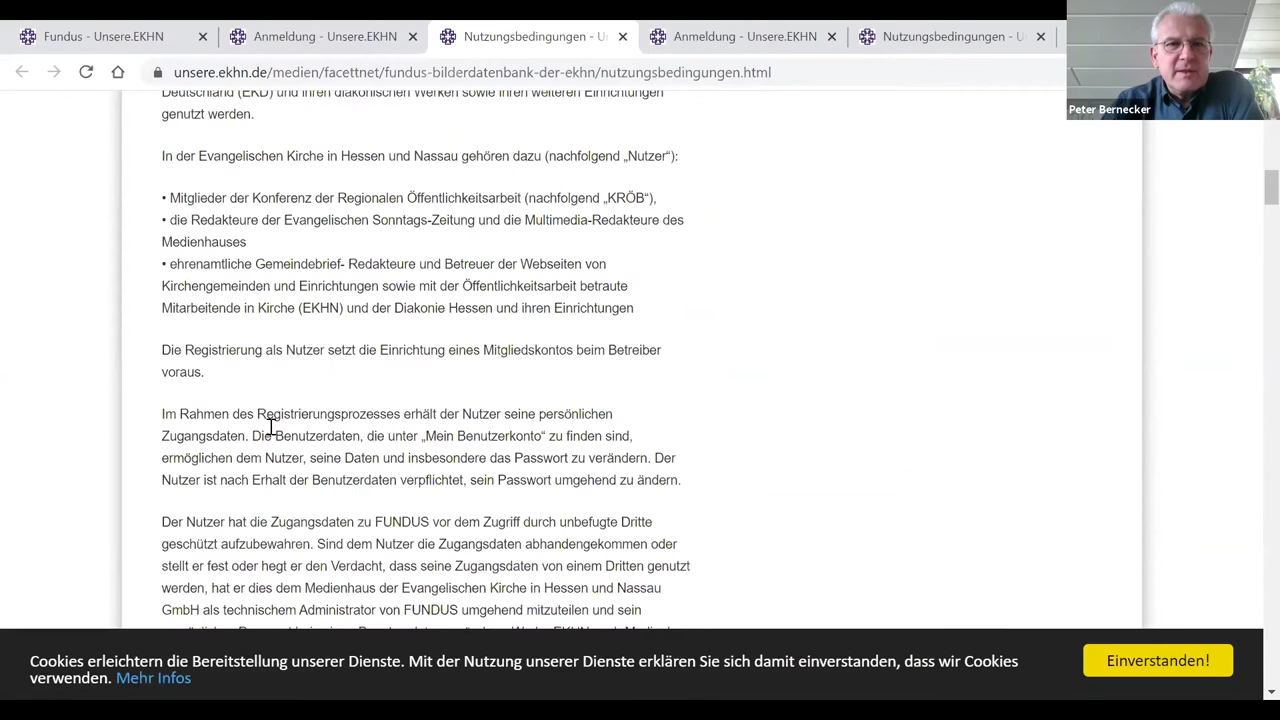 Fundus - Unsere.EKHN
Anmeldung - Unsere.EKHN
Nutzungsbedingungen - U
Anmeldung - Unsere.EKHN
Nutzungsbedingungen - U
unsere.ekhn.de/medien/facettnet/fundus-bilderdatenbank-der-ekhn/nutzungsbedingungen.html
Peter Bernecker
Deutschland (EKD) und ihren diakonischen Werken sowie ihren weiteren Einrichtungen
genutzt werden.
In der Evangelischen Kirche in Hessen und Nassau gehören dazu (nachfolgend „Nutzer“):
• Mitglieder der Konferenz der Regionalen Öffentlichkeitsarbeit (nachfolgend „KRÖB“),
• die Redakteure der Evangelischen Sonntags-Zeitung und die Multimedia-Redakteure des
Medienhauses
• ehrenamtliche Gemeindebrief- Redakteure und Betreuer der Webseiten von
Kirchengemeinden und Einrichtungen sowie mit der Öffentlichkeitsarbeit betraute
Mitarbeitende in Kirche (EKHN) und der Diakonie Hessen und ihren Einrichtungen
Die Registrierung als Nutzer setzt die Einrichtung eines Mitgliedskontos beim Betreiber
voraus.
Im Rahmen des Registrierungsprozesses erhält der Nutzer seine persönlichen
Zugangsdaten. Die Benutzerdaten, die unter „Mein Benutzerkonto“ zu finden sind,
ermöglichen dem Nutzer, seine Daten und insbesondere das Passwort zu verändern. Der
Nutzer ist nach Erhalt der Benutzerdaten verpflichtet, sein Passwort umgehend zu ändern.
Der Nutzer hat die Zugangsdaten zu FUNDUS vor dem Zugriff durch unbefugte Dritte
geschützt aufzubewahren. Sind dem Nutzer die Zugangsdaten abhandengekommen oder
stellt er fest oder hegt er den Verdacht, dass seine Zugangsdaten von einem Dritten genutzt
werden, hat er dies dem Medienhaus der Evangelischen Kirche in Hessen und Nassau
GmbH als technischem Administrator von FUNDUS umgehend mitzuteilen und sein
Cookies erleichtern die Bereitstellung unserer Dienste. Mit der Nutzung unserer Dienste erklären Sie sich damit einverstanden, dass wir Cookies
verwenden. Mehr Infos
Einverstanden!